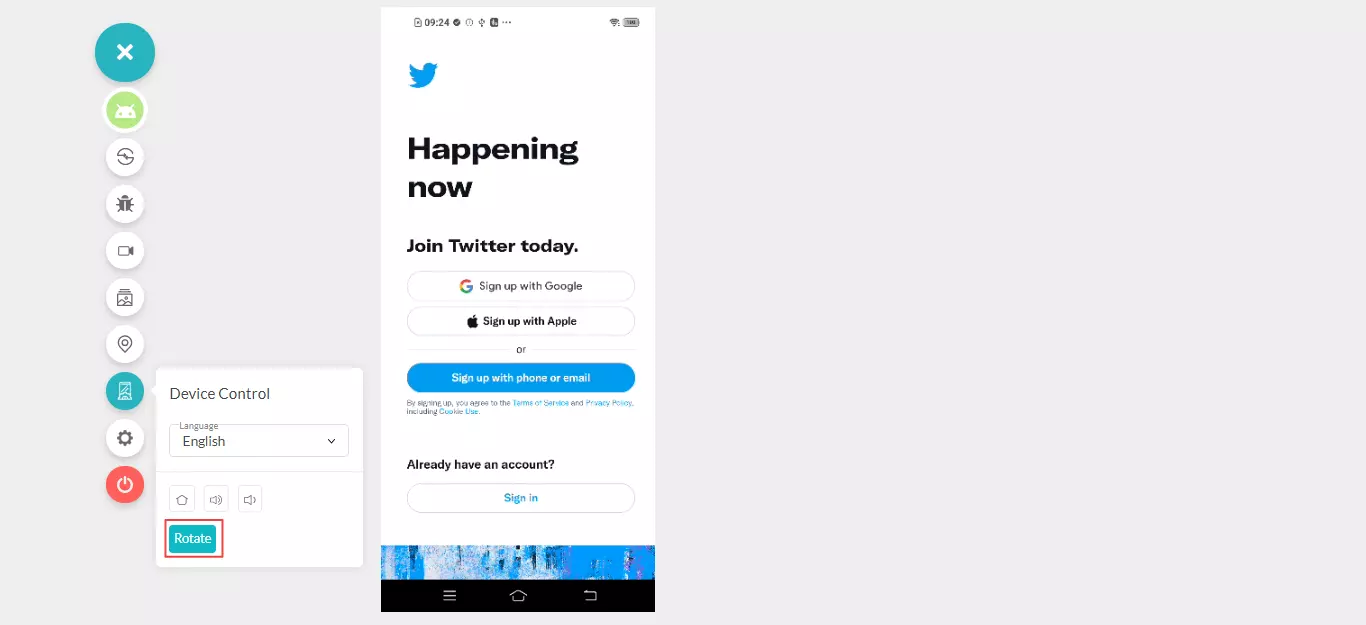 09:24
100
Happening
now
Join Twitter today.
Sign up with Google
Sign up with Apple
or
Sign up with phone or email
By signing up, you agree to the Terms of Service and Privacy Policy,
including Cookie Use.
Already have an account?
Sign in
Device Control
Language
English
Rotate